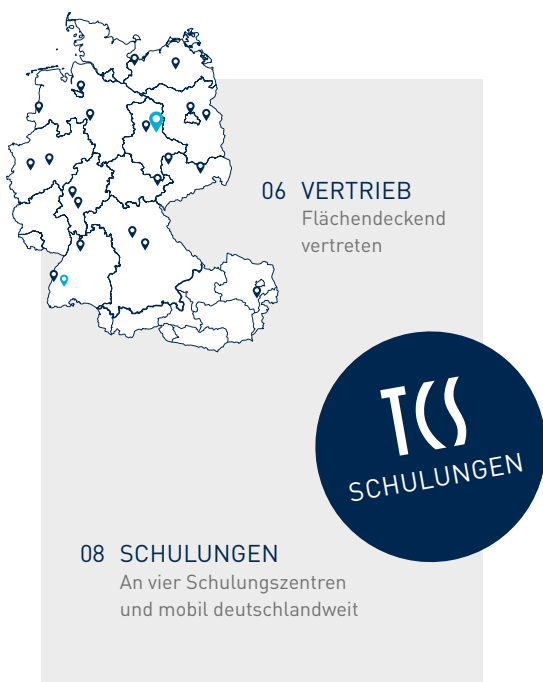 06 VERTRIEB
Flächendeckend
vertreten
TCS
SCHULUNGEN
08 SCHULUNGEN
An vier Schulungszentren
und mobil deutschlandweit